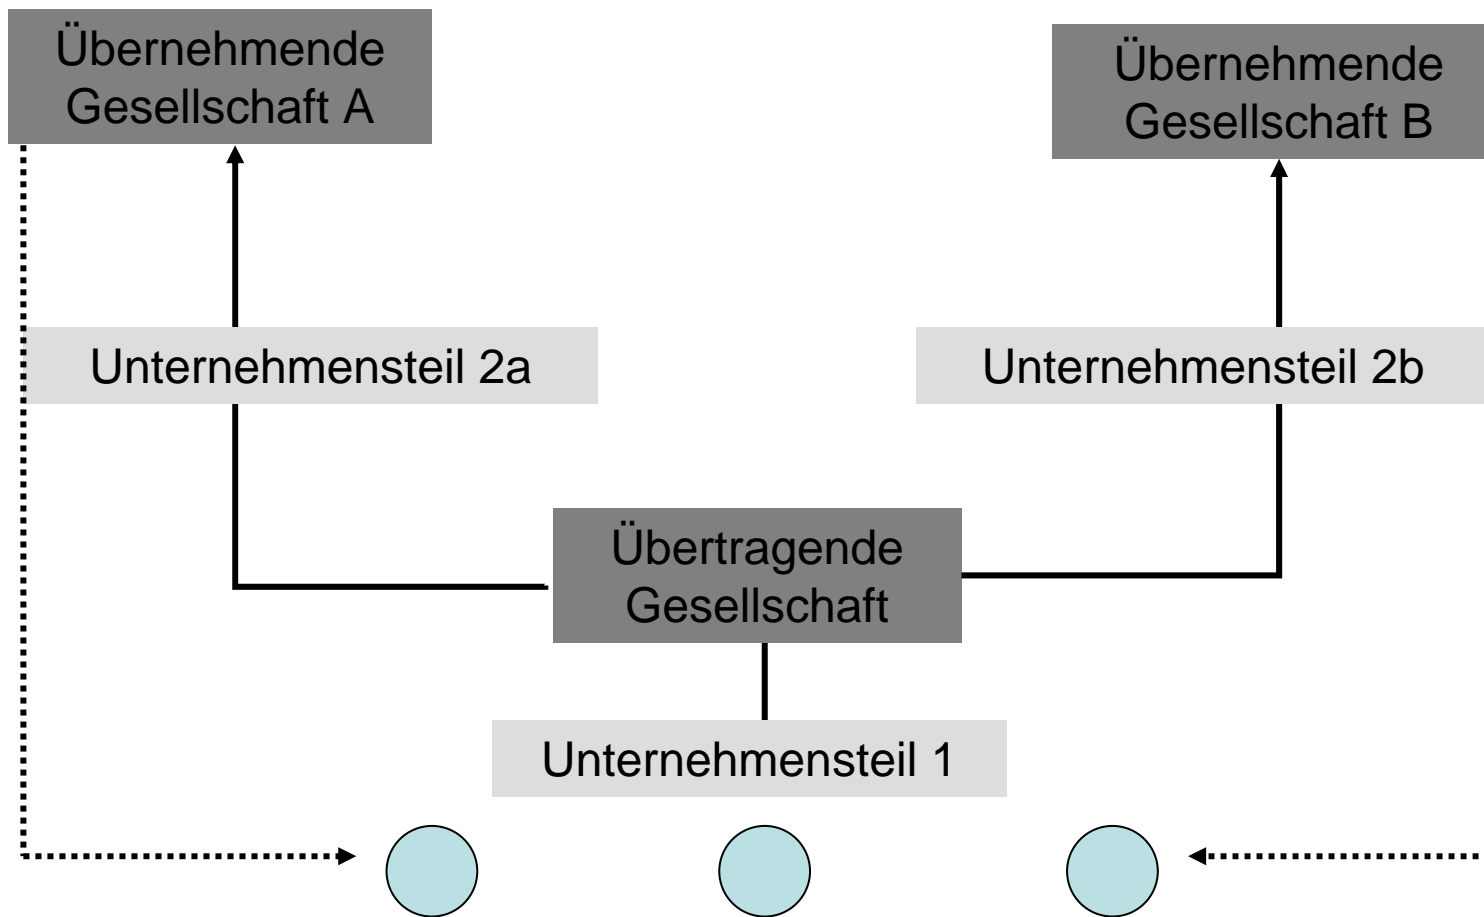 Übernehmende
Gesellschaft A
Übernehmende
Gesellschaft B
Unternehmensteil 2a
Unternehmensteil 2b
Übertragende
Gesellschaft
Unternehmensteil 1